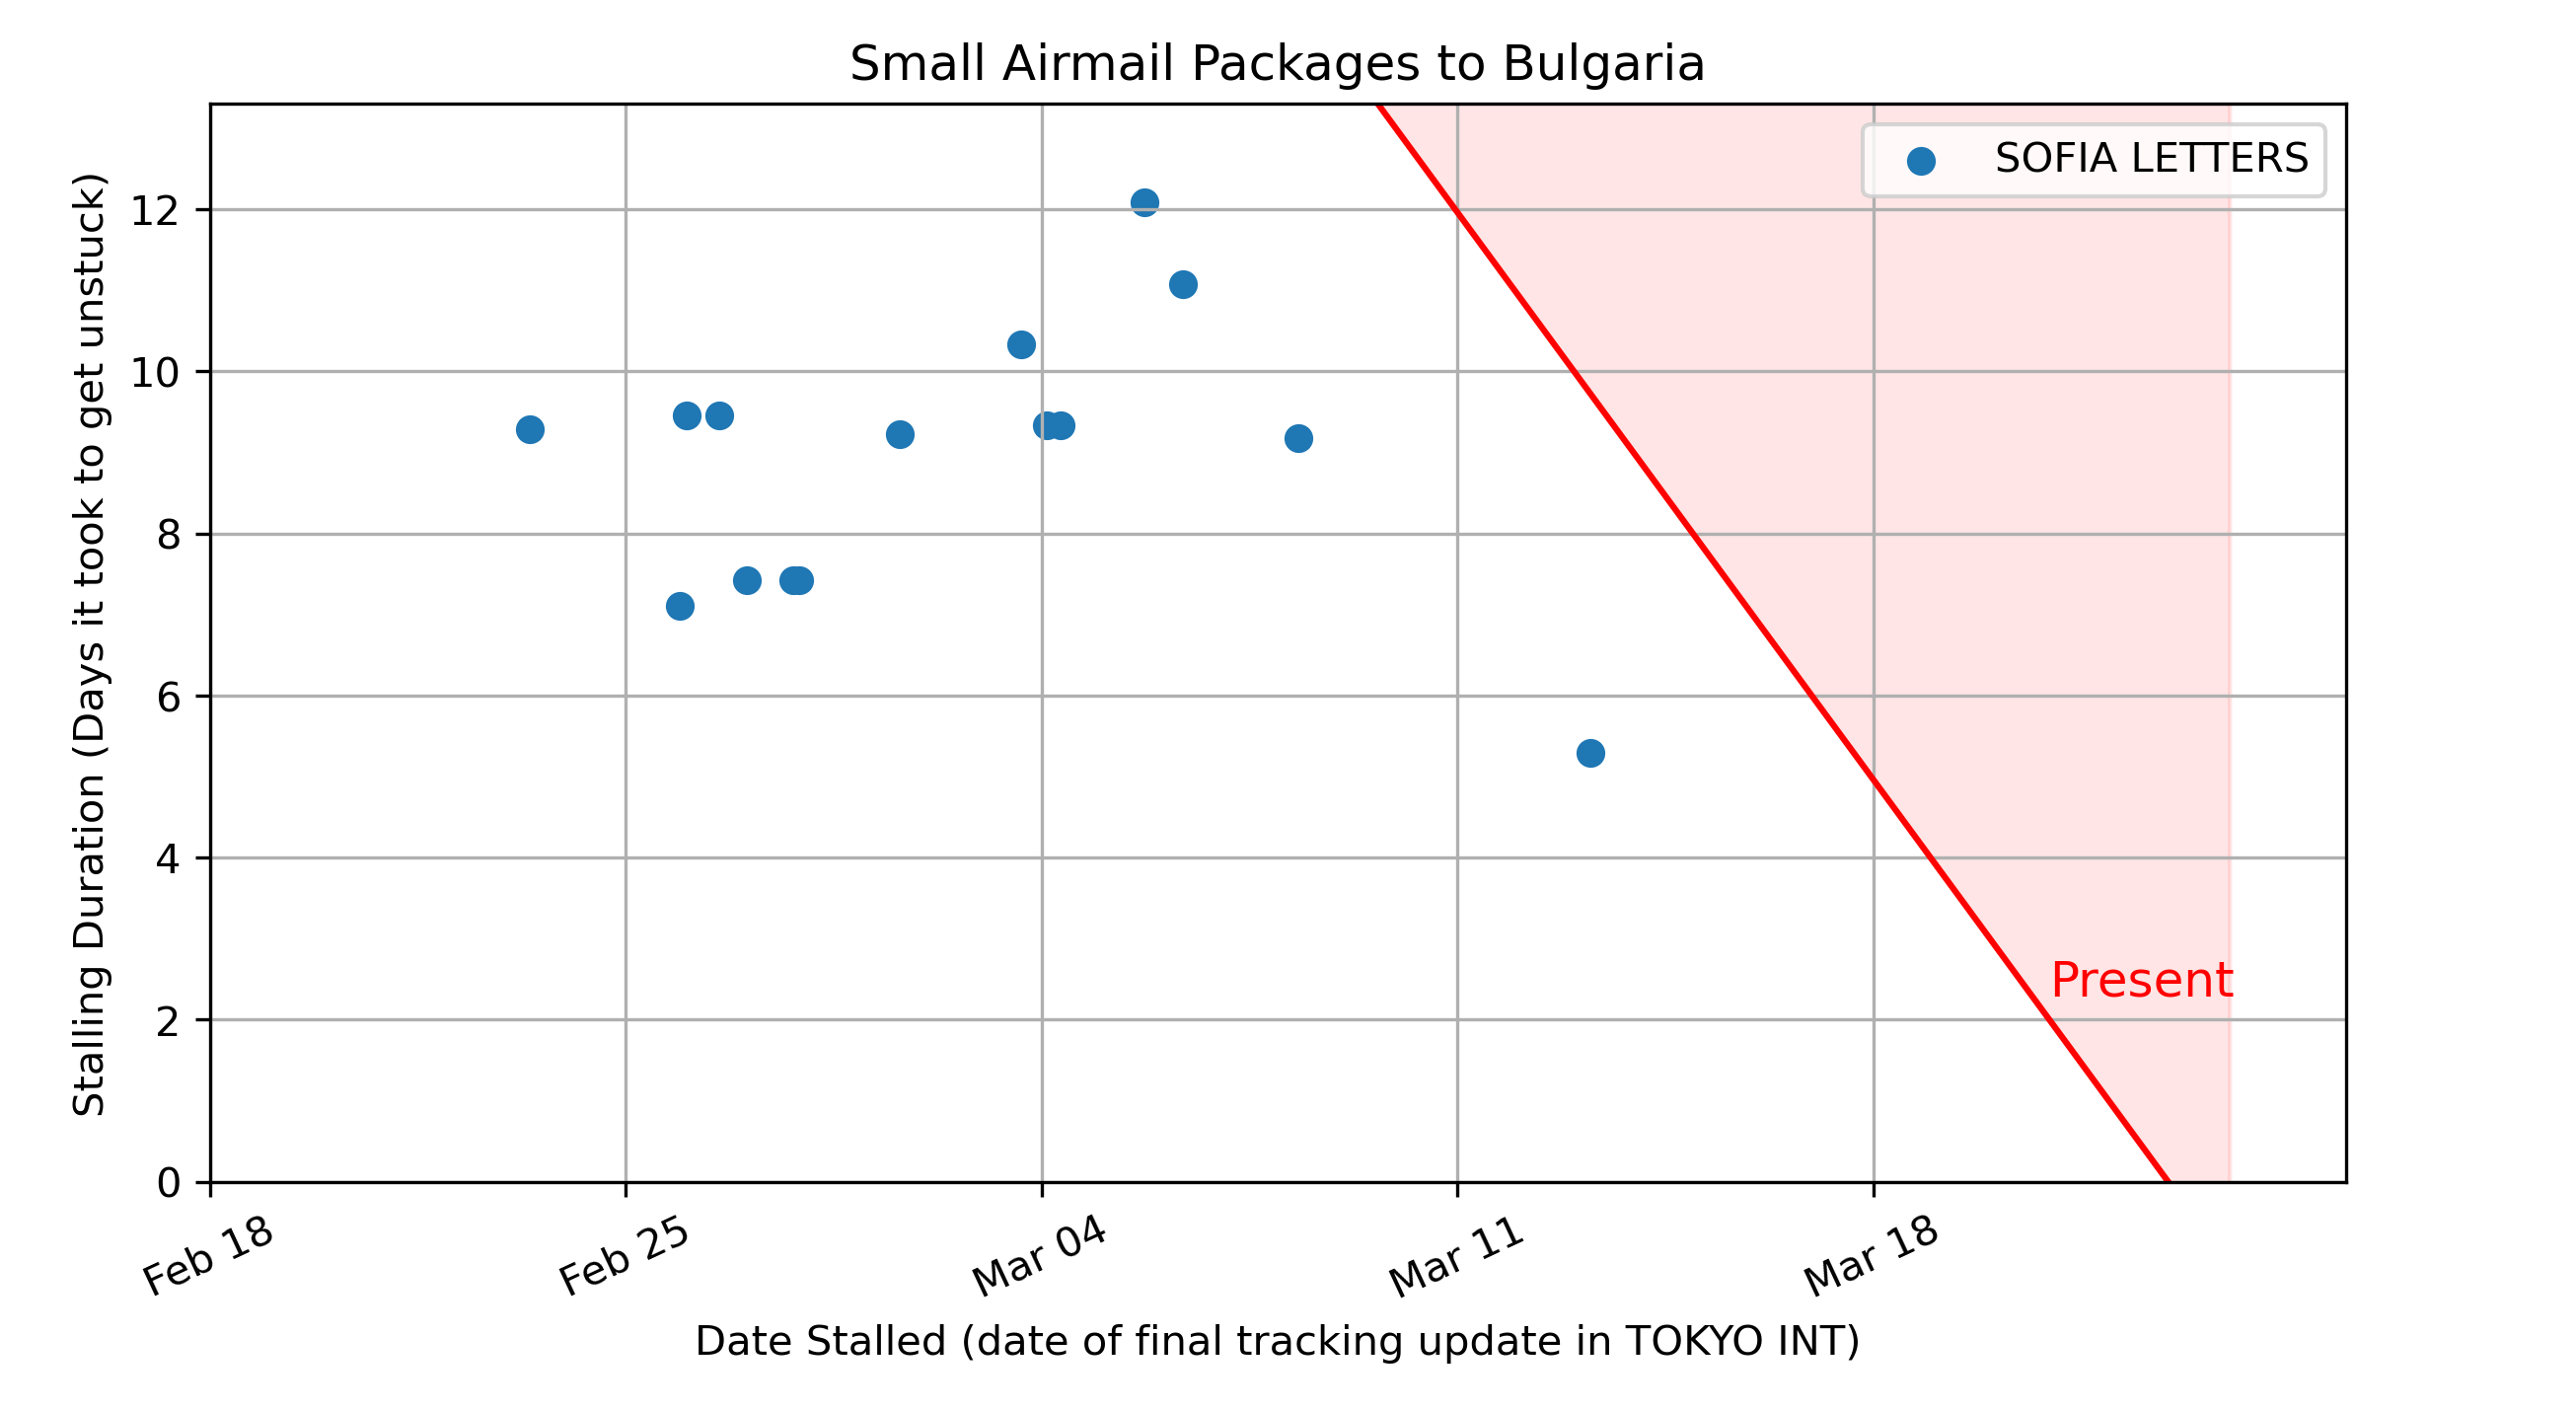 Small Airmail Packages to Bulgaria
SOFIA LETTERS
Stalling Duration (Days it took to get unstuck)
12
10
8
6
4
2
0
Present
Feb 18
Feb 25
Mar 04
Mar 11
Mar 18
Date Stalled (date of final tracking update in TOKYO INT)